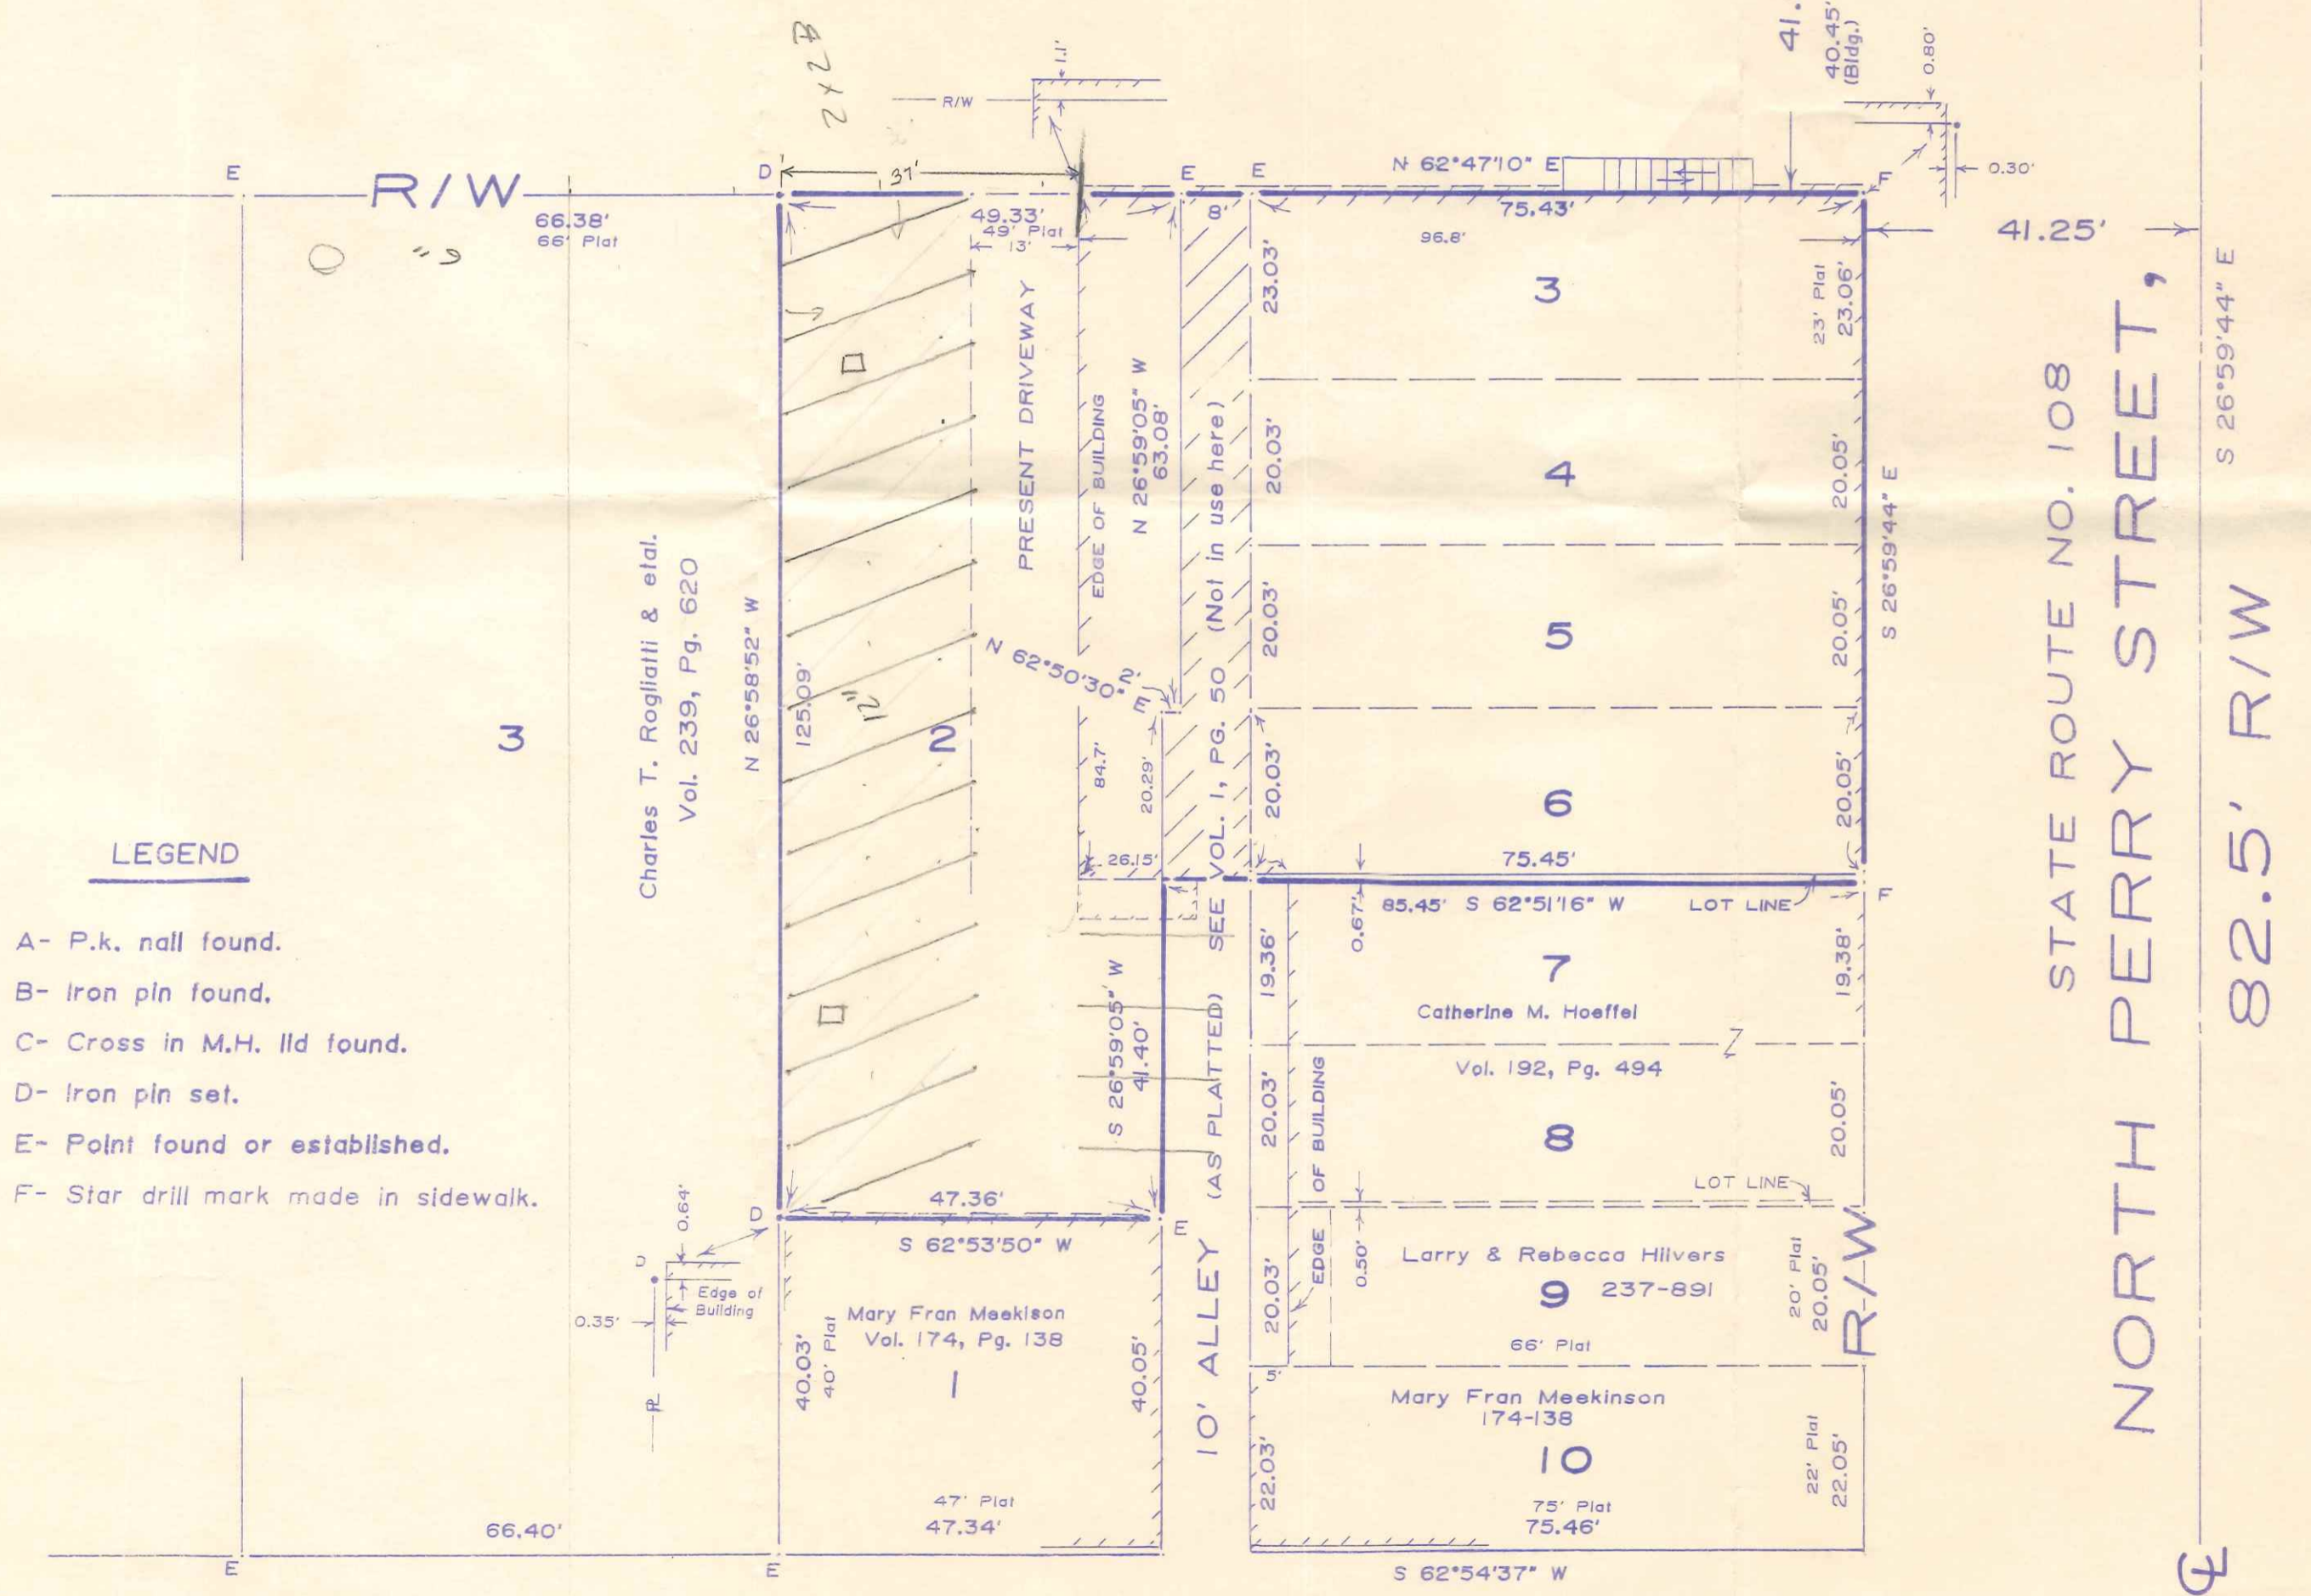 41.
40.45'
(Bldg.)
0.80'
2x2
1.1'
R/W
E
R/W
D
37'
E
E
N 62°47'10" E
F
0.30'
66.38'
66' Plat
49.33'
49' Plat
13'
8'
75.43'
96.8'
41.25'
6"
23.03'
3
23' Plat
23.06'
S 26°59'44" E
PRESENT DRIVEWAY
EDGE OF BUILDING
N 26°59'05" W
63.08'
20.03'
4
20.05'
S 26°59'44" E
STATE ROUTE NO. 108
NORTH PERRY STREET,
82.5' R/W
Charles T. Rogliatti & etal.
Vol. 239, Pg. 620
N 26°58'52" W
125.09'
20.03'
5
20.05'
N 62°50'30" E
2'
12"
3
2
84.7'
20.29'
20.03'
6
20.05'
10' ALLEY (AS PLATTED) SEE VOL. 1, PG. 50 (Not in use here)
26.15'
75.45'
0.67'
85.45' S 62°51'16" W
LOT LINE
F
LEGEND
A- P.k. nail found.
B- Iron pin found.
C- Cross in M.H. lid found.
D- Iron pin set.
E- Point found or established.
F- Star drill mark made in sidewalk.
S 26°59'05" W
41.40'
19.36'
7
19.38'
Catherine M. Hoeffel
Z
Vol. 192, Pg. 494
20.03'
8
20.05'
EDGE OF BUILDING
LOT LINE
47.36'
D
E
S 62°53'50" W
0.64'
D
Edge of
Building
0.35'
PL
Mary Fran Meekison
Vol. 174, Pg. 138
1
40.03'
40' Plat
40.05'
47' Plat
47.34'
0.50'
20.03'
Larry & Rebecca Hilvers
9 237-891
20' Plat
20.05'
R/W
66' Plat
5'
Mary Fran Meekinson
174-138
10
22.03'
22' Plat
22.05'
75' Plat
75.46'
66.40'
E
E
S 62°54'37" W
CL